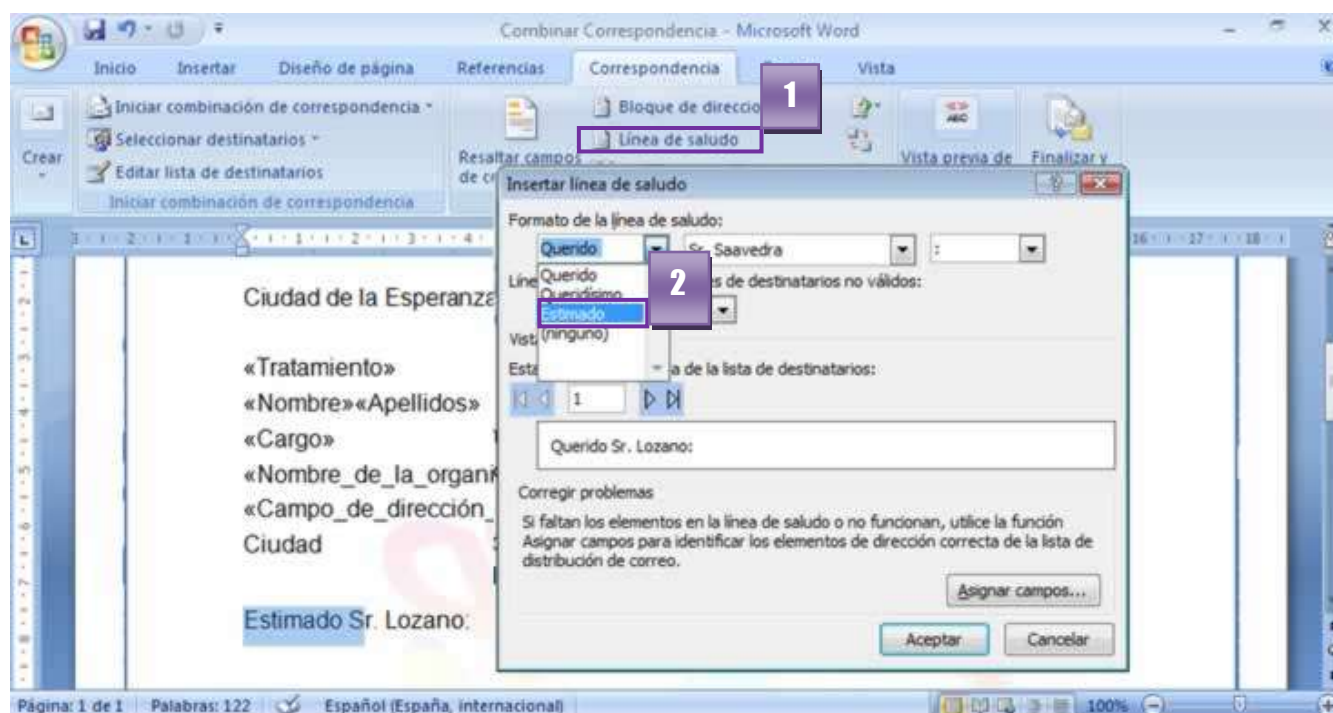 Combinar Correspondencia - Microsoft Word
Inicio Insertar Diseño de página Referencias Correspondencia Vista
1
Iniciar combinación de correspondencia
Seleccionar destinatarios
Editar lista de destinatarios
Crear
Iniciar combinación de correspondencia
Resaltar campos
Bloque de direccio
Línea de saludo
ABC
Vista previa de
Finalizar y
Insertar línea de saludo
Formato de la línea de saludo:
Querido Sr. Saavedra :
Querido
Queridísimo
Estimado
(ninguno)
2
s de destinatarios no válidos:
a de la lista de destinatarios:
1
Querido Sr. Lozano:
Corregir problemas
Si faltan los elementos en la línea de saludo o no funcionan, utilice la función
Asignar campos para identificar los elementos de dirección correcta de la lista de
distribución de correo.
Asignar campos...
Aceptar Cancelar
Ciudad de la Esperanza
«Tratamiento»
«Nombre»«Apellidos»
«Cargo»
«Nombre_de_la_organi
«Campo_de_dirección_
Ciudad
Estimado Sr. Lozano:
Página: 1 de 1 Palabras: 122 Español (España, internacional) 100%